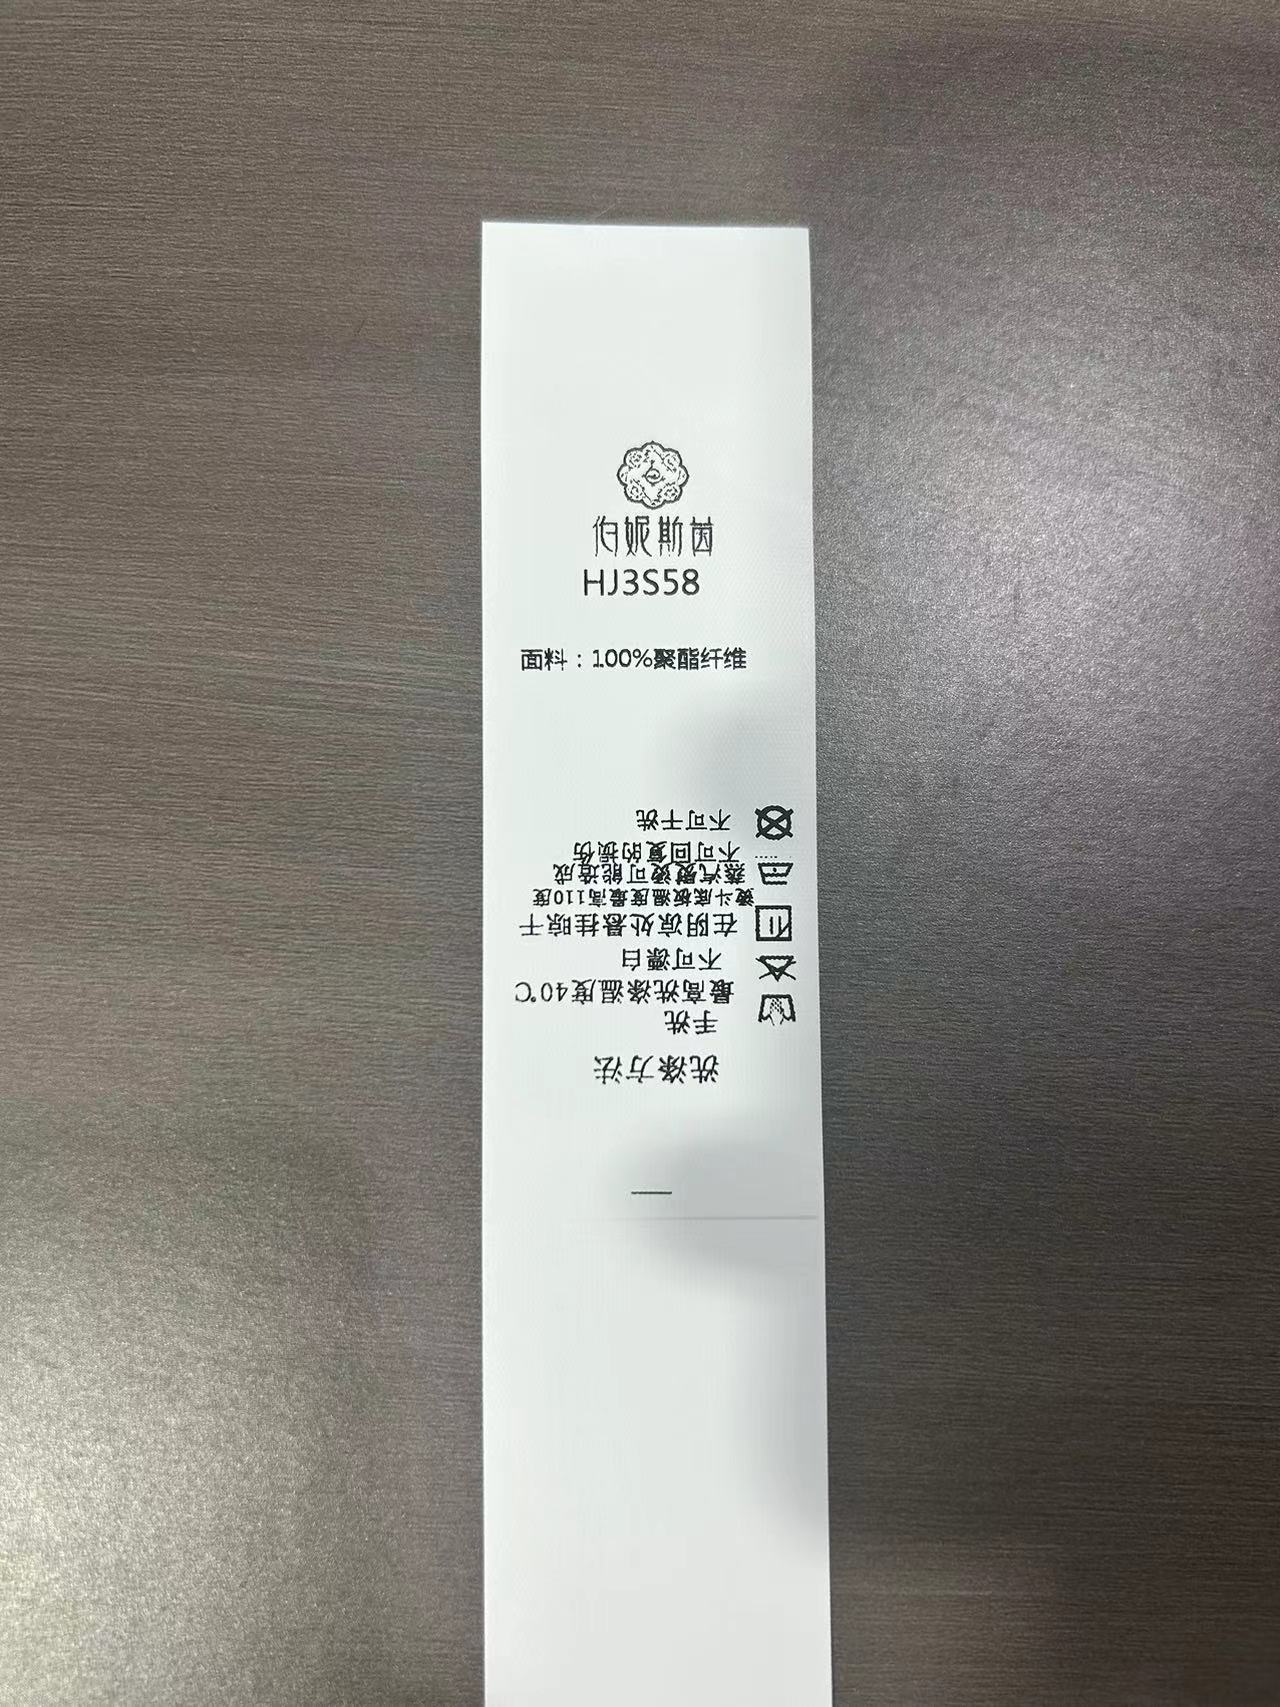 伯妮斯茵
HJ3S58
面料：100%聚酯纤维
洗涤方法
手洗
最高洗涤温度40℃
不可漂白
在阴凉处悬挂晾干
熨斗底板温度最高110度
蒸汽熨烫可能造成
不可回复的损伤
不可干洗